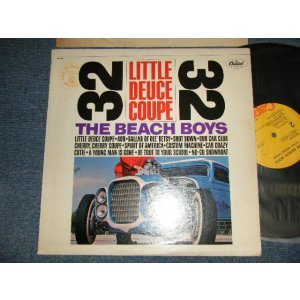 Capitol
32 LITTLE DEUCE COUPE 32
THE BEACH BOYS
LITTLE DEUCE COUPE • 409 • BALLAD OF OLE' BETSY • SHUT DOWN • OUR CAR CLUB
CHERRY, CHERRY COUPE • SPIRIT OF AMERICA • CUSTOM MACHINE • CAR CRAZY
CUTIE • A YOUNG MAN IS GONE • BE TRUE TO YOUR SCHOOL • NO-GO SHOWBOAT